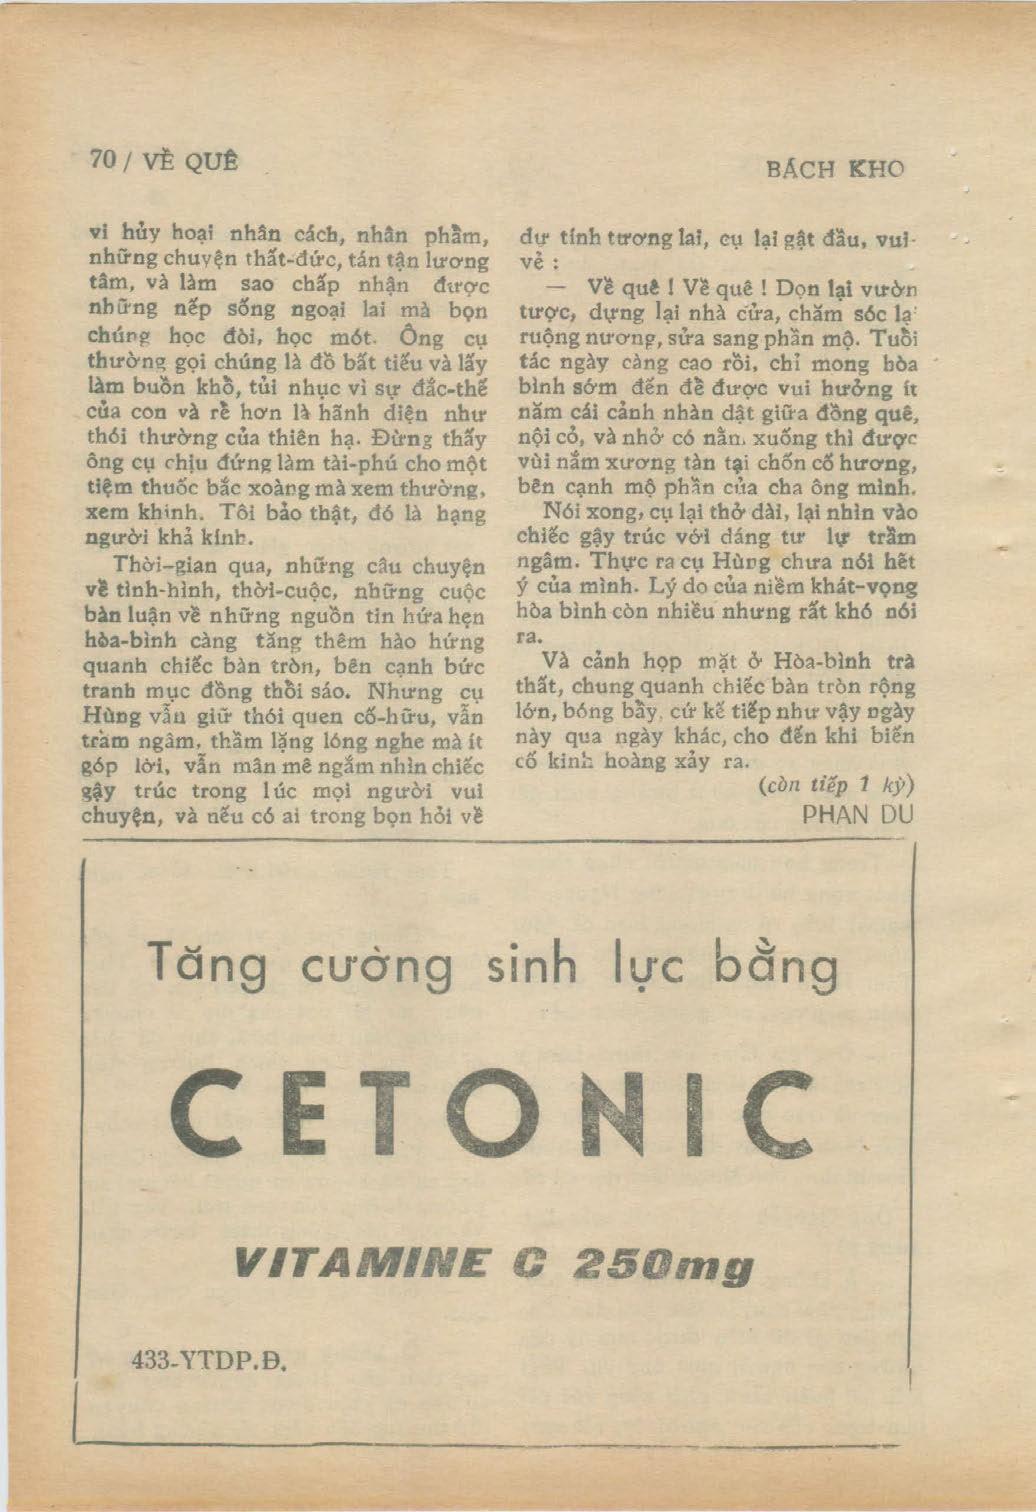 70 / VỀ QUÊ
BÁCH KHO
vi hủy hoại nhân cách, nhân phẩm,
những chuyện thất-đức, tán tận lương
tâm, và làm sao chấp nhận được
những nếp sống ngoại lai mà bọn
chúng học đòi, học mót. Ông cụ
thường gọi chúng là đồ bất tiếu và lấy
làm buồn khổ, tủi nhục vì sự đắc-thế
của con và rể hơn là hãnh diện như
thói thường của thiên hạ. Đừng thấy
ông cụ chịu đứng làm tài-phú cho một
tiệm thuốc bắc xoàng mà xem thường,
xem khinh. Tôi bảo thật, đó là hạng
người khả kính.
Thời-gian qua, những câu chuyện
về tình-hình, thời-cuộc, những cuộc
bàn luận về những nguồn tin hứa hẹn
hòa-bình càng tăng thêm hào hứng
quanh chiếc bàn tròn, bên cạnh bức
tranh mục đồng thổi sáo. Nhưng cụ
Hùng vẫn giữ thói quen cố-hữu, vẫn
trầm ngâm, thầm lặng lóng nghe mà ít
góp lời, vẫn mân mê ngắm nhìn chiếc
gậy trúc trong lúc mọi người vui
chuyện, và nếu có ai trong bọn hỏi về
dự tính tương lai, cụ lại gật đầu, vui-
vẻ :
— Về quê ! Về quê ! Dọn lại vườn
tược, dựng lại nhà cửa, chăm sóc lạ
ruộng nương, sửa sang phần mộ. Tuổi
tác ngày càng cao rồi, chỉ mong hòa
bình sớm đến để được vui hưởng ít
năm cái cảnh nhàn dật giữa đồng quê,
nội cỏ, và nhở có nằm xuống thì được
vùi nắm xương tàn tại chốn cố hương,
bên cạnh mộ phần của cha ông mình.
Nói xong, cụ lại thở dài, lại nhìn vào
chiếc gậy trúc với dáng tư lự trầm
ngâm. Thực ra cụ Hùng chưa nói hết
ý của mình. Lý do của niềm khát-vọng
hòa bình còn nhiều nhưng rất khó nói
ra.
Và cảnh họp mặt ở Hòa-bình trà
thất, chung quanh chiếc bàn tròn rộng
lớn, bóng bẩy, cứ kế tiếp như vậy ngày
này qua ngày khác, cho đến khi biến
cố kinh hoàng xảy ra.
(còn tiếp 1 kỳ)
PHAN DU
Tăng cường sinh lực bằng
CETONIC
VITAMINE C 250mg
433-YTDP.Đ.